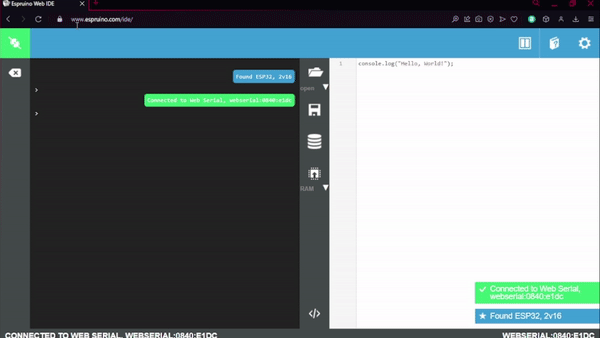 Espruino Web IDE
www.espruino.com/ide/
Found ESP32, 2v16
>
Connected to Web Serial, webserial:0840:e1dc
>
open
RAM
</>
1
console.log("Hello, World!");
Connected to Web Serial,
webserial:0840:e1dc
Found ESP32, 2v16
CONNECTED TO WEB SERIAL, WEBSERIAL:0840:E1DC
WEBSERIAL:0840:E1DC